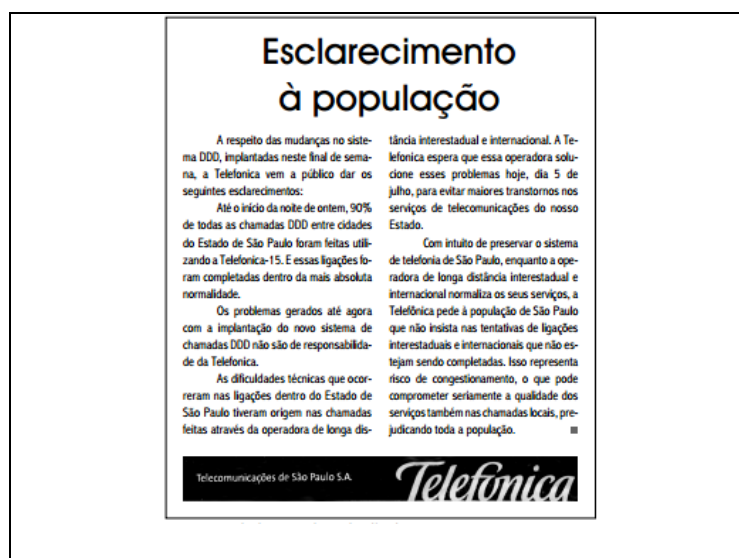 Esclarecimento
à população
A respeito das mudanças no siste-
ma DDD, implantadas neste final de sema-
na, a Telefonica vem a público dar os
seguintes esclarecimentos:
Até o início da noite de ontem, 90%
de todas as chamadas DDD entre cidades
do Estado de São Paulo foram feitas utili-
zando a Telefonica-15. E essas ligações fo-
ram completadas dentro da mais absoluta
normalidade.
Os problemas gerados até agora
com a implantação do novo sistema de
chamadas DDD não são de responsabilida-
de da Telefonica.
As dificuldades técnicas que ocor-
reram nas ligações dentro do Estado de
São Paulo tiveram origem nas chamadas
feitas através da operadora de longa dis-
tância interestadual e internacional. A Te-
lefonica espera que essa operadora solu-
cione esses problemas hoje, dia 5 de
julho, para evitar maiores transtornos nos
serviços de telecomunicações do nosso
Estado.
Com intuito de preservar o sistema
de telefonia de São Paulo, enquanto a ope-
radora de longa distância interestadual e
internacional normaliza os seus serviços, a
Telefônica pede à população de São Paulo
que não insista nas tentativas de ligações
interestaduais e internacionais que não es-
tejam sendo completadas. Isso representa
risco de congestionamento, o que pode
comprometer seriamente a qualidade dos
serviços também nas chamadas locais, pre-
judicando toda a população.
Telecomunicações de São Paulo S.A.
Telefónica